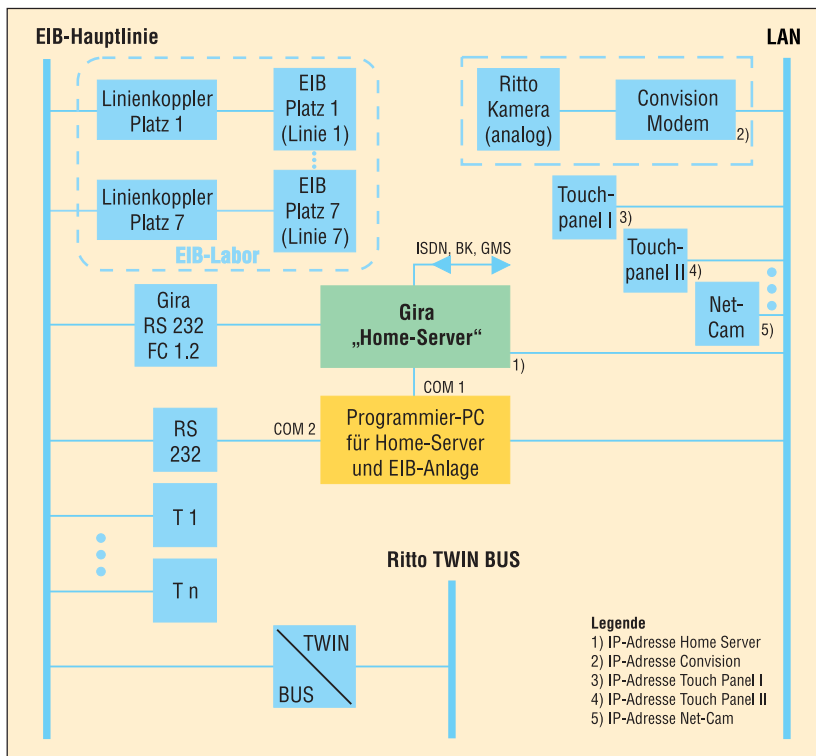 EIB-Hauptlinie
LAN
Linienkoppler
Platz 1
EIB
Platz 1
(Linie 1)
Linienkoppler
Platz 7
EIB
Platz 7
(Linie 7)
EIB-Labor
Ritto
Kamera
(analog)
Convision
Modem
2)
Touch-
panel I
3)
Touch-
panel II
4)
Net-
Cam
5)
ISDN, BK, GMS
Gira
RS 232
FC 1.2
Gira
„Home-Server“
1)
COM 1
RS
232
COM 2
Programmier-PC
für Home-Server
und EIB-Anlage
T 1
T n
Ritto TWIN BUS
TWIN
BUS
Legende
1) IP-Adresse Home Server
2) IP-Adresse Convision
3) IP-Adresse Touch Panel I
4) IP-Adresse Touch Panel II
5) IP-Adresse Net-Cam